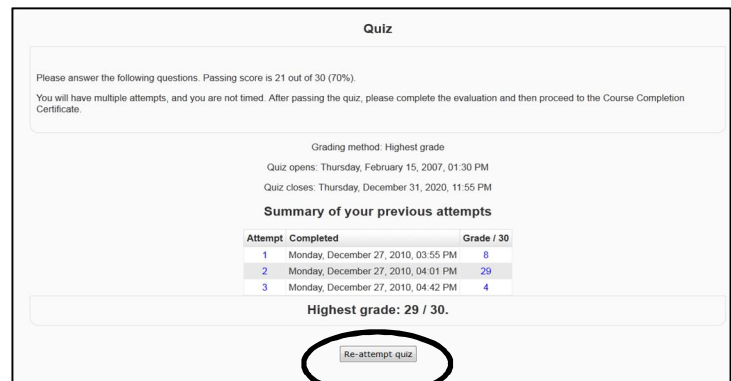 Quiz
Please answer the following questions. Passing score is 21 out of 30 (70%).
You will have multiple attempts, and you are not timed. After passing the quiz, please complete the evaluation and then proceed to the Course Completion
Certificate.
Grading method: Highest grade
Quiz opens: Thursday, February 15, 2007, 01:30 PM
Quiz closes: Thursday, December 31, 2020, 11:55 PM
Summary of your previous attempts
Attempt Completed Grade / 30
1 Monday, December 27, 2010, 03:55 PM 8
2 Monday, December 27, 2010, 04:01 PM 29
3 Monday, December 27, 2010, 04:42 PM 4
Highest grade: 29 / 30.
Re-attempt quiz